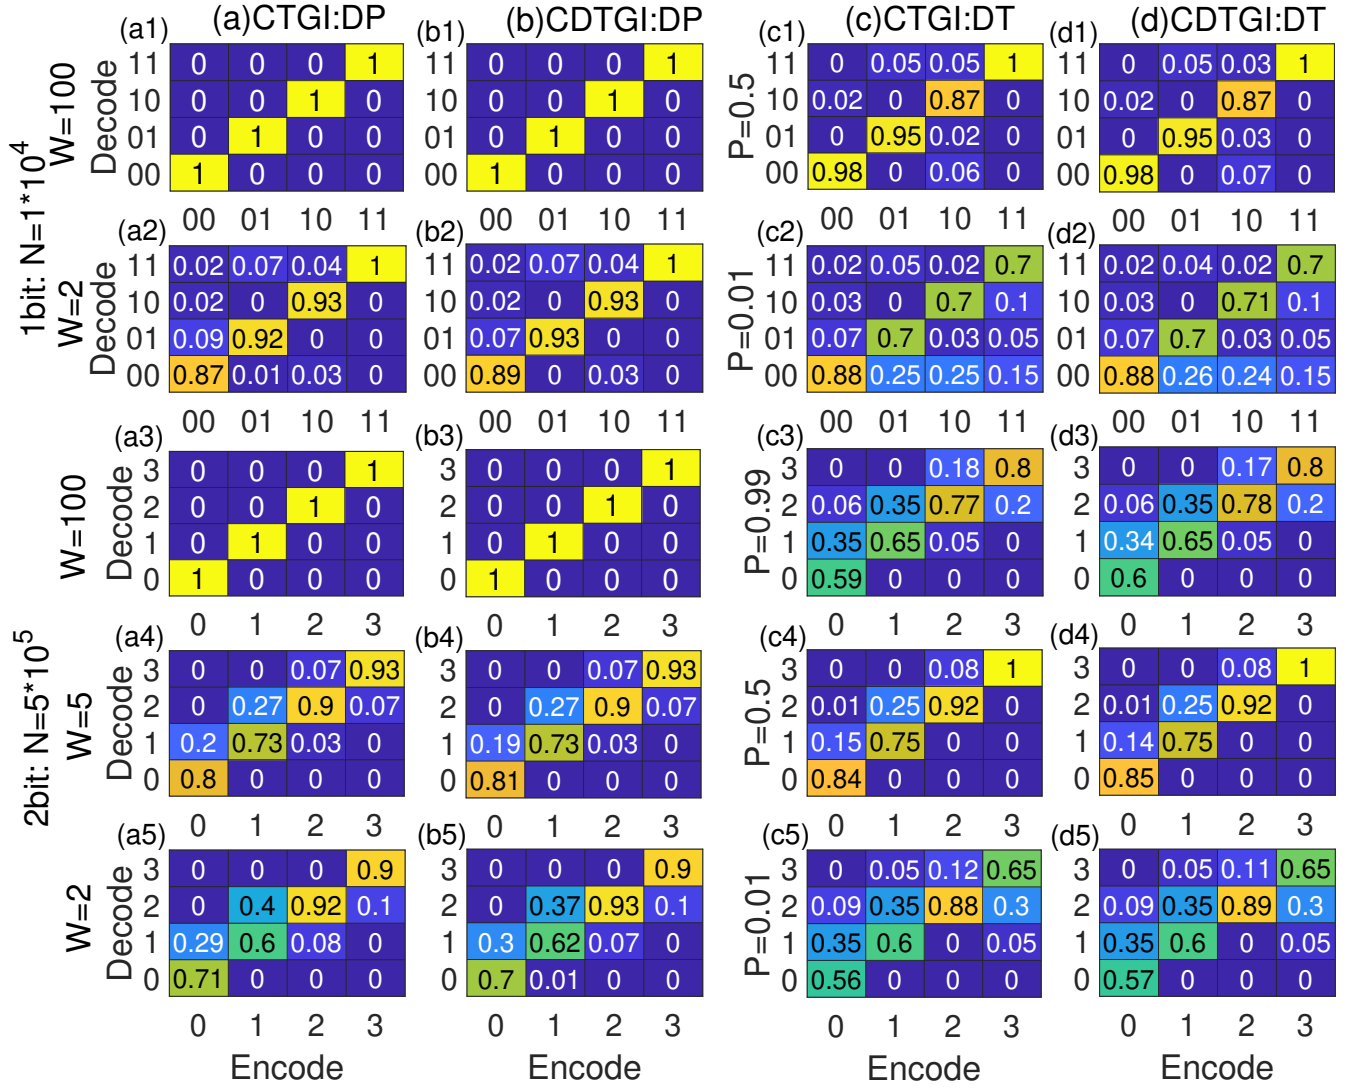 (a)CTGI:DP (b)CDTGI:DP (c)CTGI:DT (d)CDTGI:DT
1bit: N=1*10^4
2bit: N=5*10^5
(a1)
W=100
Decode
11 0 0 0 1
10 0 0 1 0
01 0 1 0 0
00 1 0 0 0
00 01 10 11
(b1)
11 0 0 0 1
10 0 0 1 0
01 0 1 0 0
00 1 0 0 0
00 01 10 11
(c1)
P=0.5
11 0 0.05 0.05 1
10 0.02 0 0.87 0
01 0 0.95 0.02 0
00 0.98 0 0.06 0
00 01 10 11
(d1)
11 0 0.05 0.03 1
10 0.02 0 0.87 0
01 0 0.95 0.03 0
00 0.98 0 0.07 0
00 01 10 11
(a2)
W=2
Decode
11 0.02 0.07 0.04 1
10 0.02 0 0.93 0
01 0.09 0.92 0 0
00 0.87 0.01 0.03 0
00 01 10 11
(b2)
11 0.02 0.07 0.04 1
10 0.02 0 0.93 0
01 0.07 0.93 0 0
00 0.89 0 0.03 0
00 01 10 11
(c2)
P=0.01
11 0.02 0.05 0.02 0.7
10 0.03 0 0.7 0.1
01 0.07 0.7 0.03 0.05
00 0.88 0.25 0.25 0.15
00 01 10 11
(d2)
11 0.02 0.04 0.02 0.7
10 0.03 0 0.71 0.1
01 0.07 0.7 0.03 0.05
00 0.88 0.26 0.24 0.15
00 01 10 11
(a3)
W=100
Decode
3 0 0 0 1
2 0 0 1 0
1 0 1 0 0
0 1 0 0 0
0 1 2 3
(b3)
3 0 0 0 1
2 0 0 1 0
1 0 1 0 0
0 1 0 0 0
0 1 2 3
(c3)
P=0.99
3 0 0 0.18 0.8
2 0.06 0.35 0.77 0.2
1 0.35 0.65 0.05 0
0 0.59 0 0 0
0 1 2 3
(d3)
3 0 0 0.17 0.8
2 0.06 0.35 0.78 0.2
1 0.34 0.65 0.05 0
0 0.6 0 0 0
0 1 2 3
(a4)
W=5
Decode
3 0 0 0.07 0.93
2 0 0.27 0.9 0.07
1 0.2 0.73 0.03 0
0 0.8 0 0 0
0 1 2 3
(b4)
3 0 0 0.07 0.93
2 0 0.27 0.9 0.07
1 0.19 0.73 0.03 0
0 0.81 0 0 0
0 1 2 3
(c4)
P=0.5
3 0 0 0.08 1
2 0.01 0.25 0.92 0
1 0.15 0.75 0 0
0 0.84 0 0 0
0 1 2 3
(d4)
3 0 0 0.08 1
2 0.01 0.25 0.92 0
1 0.14 0.75 0 0
0 0.85 0 0 0
0 1 2 3
(a5)
W=2
Decode
3 0 0 0 0.9
2 0 0.4 0.92 0.1
1 0.29 0.6 0.08 0
0 0.71 0 0 0
0 1 2 3
Encode
(b5)
3 0 0 0 0.9
2 0 0.37 0.93 0.1
1 0.3 0.62 0.07 0
0 0.7 0.01 0 0
0 1 2 3
Encode
(c5)
P=0.01
3 0 0.05 0.12 0.65
2 0.09 0.35 0.88 0.3
1 0.35 0.6 0 0.05
0 0.56 0 0 0
0 1 2 3
Encode
(d5)
3 0 0.05 0.11 0.65
2 0.09 0.35 0.89 0.3
1 0.35 0.6 0 0.05
0 0.57 0 0 0
0 1 2 3
Encode